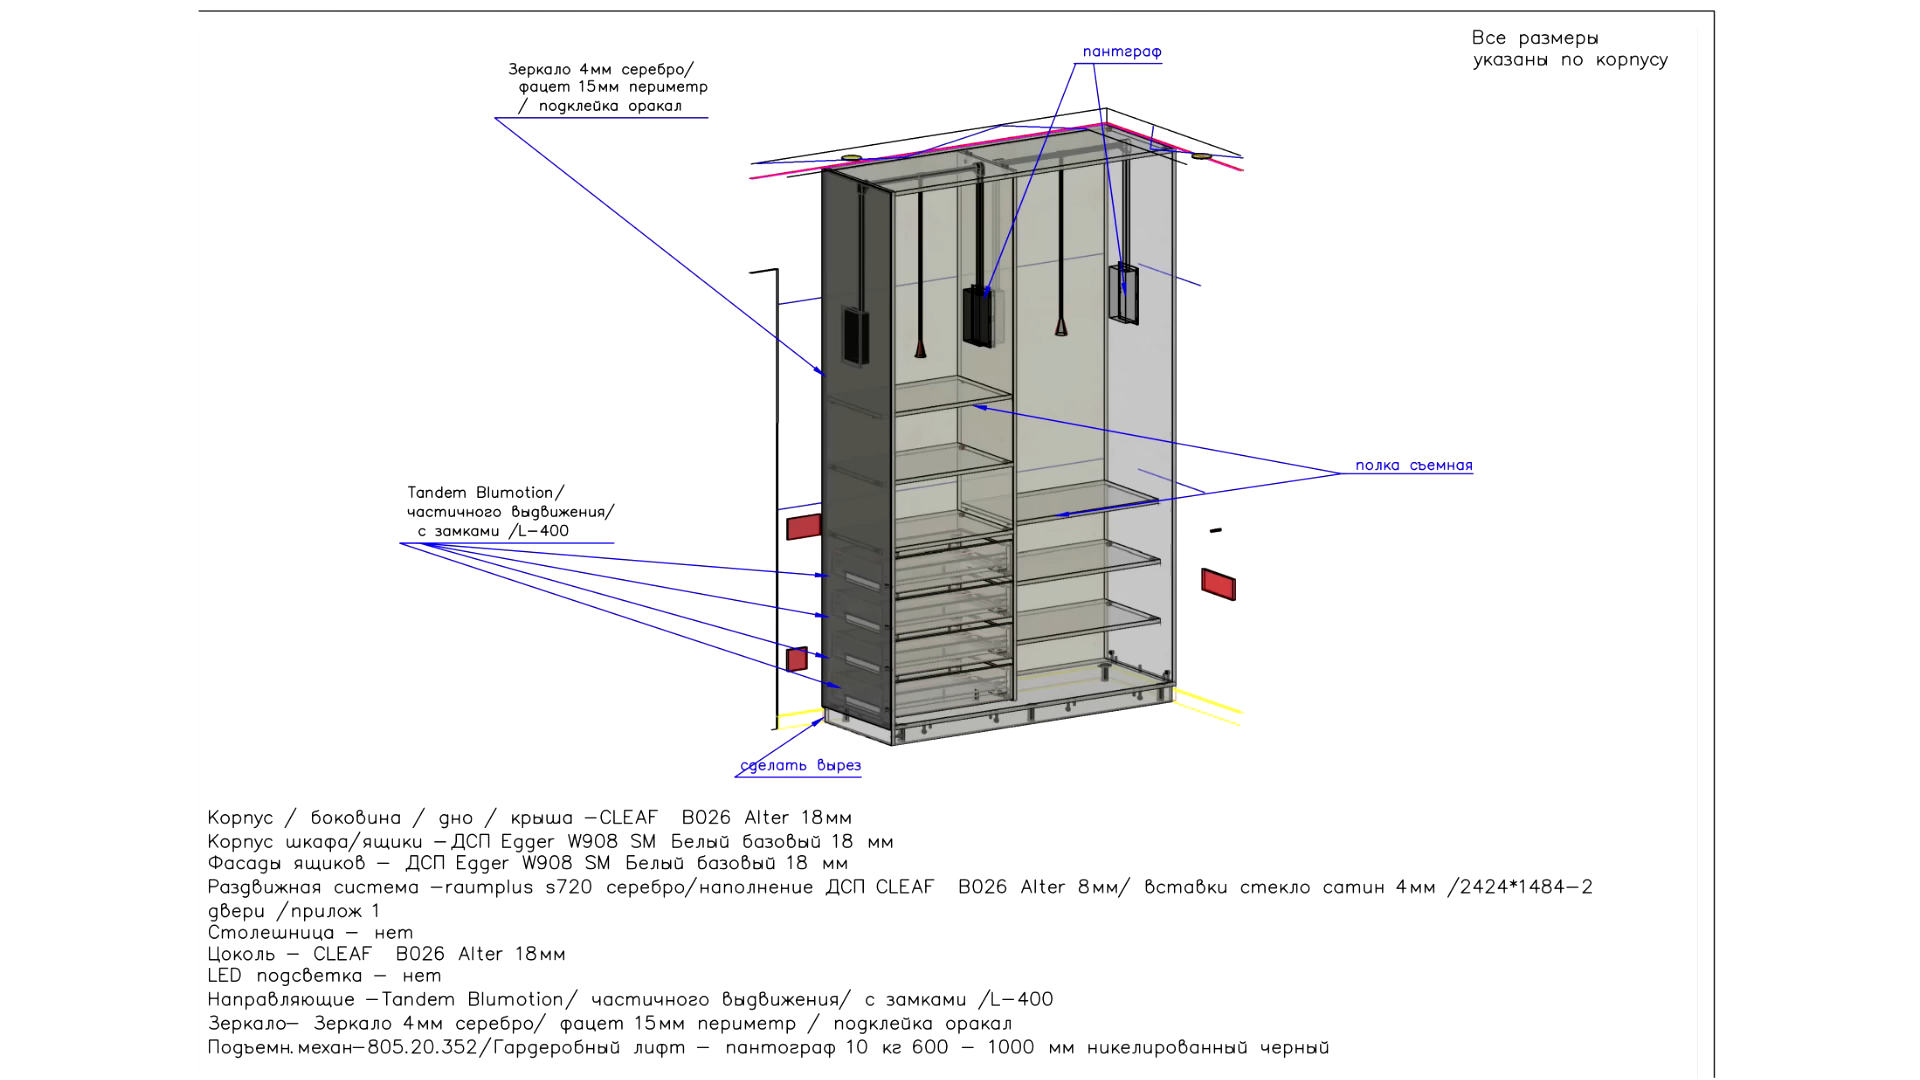 Все размеры
указаны по корпусу
пантграф
Зеркало 4мм серебро/
фацет 15мм периметр
/ подклейка оракал
полка съемная
Tandem Blumotion/
частичного выдвижения/
с замками /L-400
сделать вырез
Корпус / боковина / дно / крыша -CLEAF B026 Alter 18мм
Корпус шкафа/ящики - ДСП Egger W908 SM Белый базовый 18 мм
Фасады ящиков - ДСП Egger W908 SM Белый базовый 18 мм
Раздвижная система -raumplus s720 серебро/наполнение ДСП CLEAF B026 Alter 8мм/ вставки стекло сатин 4мм /2424*1484-2
двери /прилож 1
Столешница - нет
Цоколь - CLEAF B026 Alter 18мм
LED подсветка - нет
Направляющие -Tandem Blumotion/ частичного выдвижения/ с замками /L-400
Зеркало- Зеркало 4мм серебро/ фацет 15мм периметр / подклейка оракал
Подъемн.механ-805.20.352/Гардеробный лифт - пантограф 10 кг 600 - 1000 мм никелированный черный